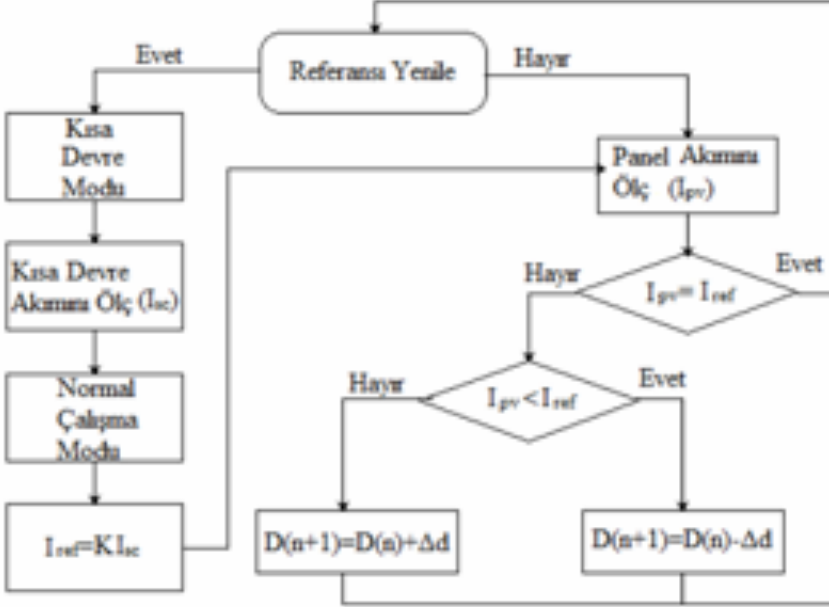 Referansı Yenile
Evet
Hayır
Kısa
Devre
Modu
Kısa Devre
Akımını Ölç (Isc)
Normal
Çalışma
Modu
Iref=K.Isc
Panel Akımını
Ölç (Ipv)
Ipv= Iref
Hayır
Evet
Ipv<Iref
Hayır
Evet
D(n+1)=D(n)+Δd
D(n+1)=D(n)-Δd